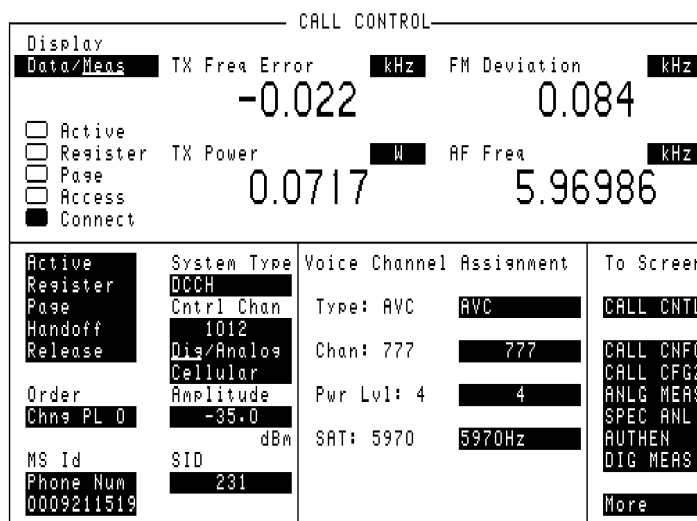 CALL CONTROL
Display
Data/Meas
TX Freq Error
kHz
-0.022
FM Deviation
kHz
0.084
Active
Register
Page
Access
Connect
TX Power
W
0.0717
AF Freq
kHz
5.96986
Active
Register
Page
Handoff
Release
Order
Chng PL 0
MS Id
Phone Num
0009211519
System Type
DCCH
Cntrl Chan
1012
Dig/Analog
Cellular
Amplitude
-35.0
dBm
SID
231
Voice Channel Assignment
Type: AVC
AVC
Chan: 777
777
Pwr Lvl: 4
4
SAT: 5970
5970Hz
To Screen
CALL CNTL
CALL CNFG
CALL CFG2
ANLG MEAS
SPEC ANL
AUTHEN
DIG MEAS
More